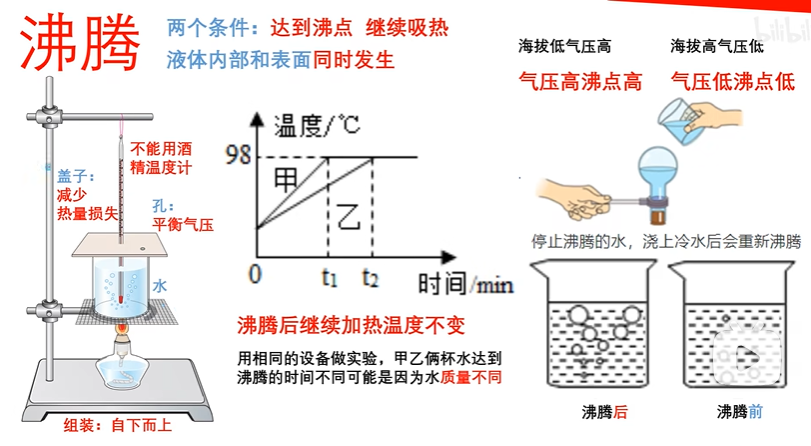 沸腾
两个条件：达到沸点 继续吸热
液体内部和表面同时发生
海拔低气压高
气压高沸点高
海拔高气压低
气压低沸点低
bilibil
不能用酒
精温度计
盖子：
减少
热量损失
孔：
平衡气压
水
组装：自下而上
温度/℃
98
甲
乙
0
t₁
t₂
时间/min
沸腾后继续加热温度不变
用相同的设备做实验，甲乙俩杯水达到
沸腾的时间不同可能是因为水质量不同
停止沸腾的水，浇上冷水后会重新沸腾
沸腾后
沸腾前